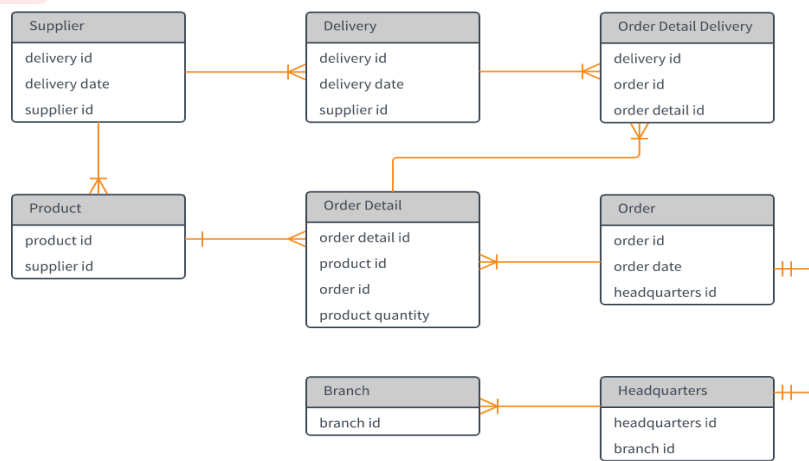 Supplier
delivery id
delivery date
supplier id
Delivery
delivery id
delivery date
supplier id
Order Detail Delivery
delivery id
order id
order detail id
Product
product id
supplier id
Order Detail
order detail id
product id
order id
product quantity
Order
order id
order date
headquarters id
Branch
branch id
Headquarters
headquarters id
branch id